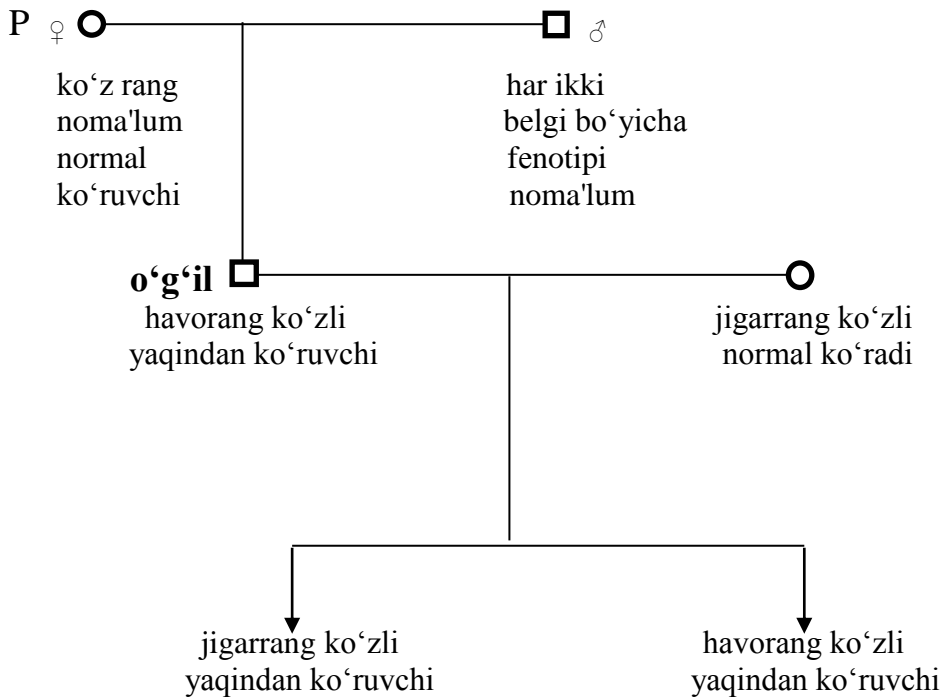 P ♀ ♂
ko‘z rang
noma'lum
normal
ko‘ruvchi
har ikki
belgi bo‘yicha
fenotipi
noma'lum
o‘g‘il
havorang ko‘zli
yaqindan ko‘ruvchi
jigarrang ko‘zli
normal ko‘radi
jigarrang ko‘zli
yaqindan ko‘ruvchi
havorang ko‘zli
yaqindan ko‘ruvchi